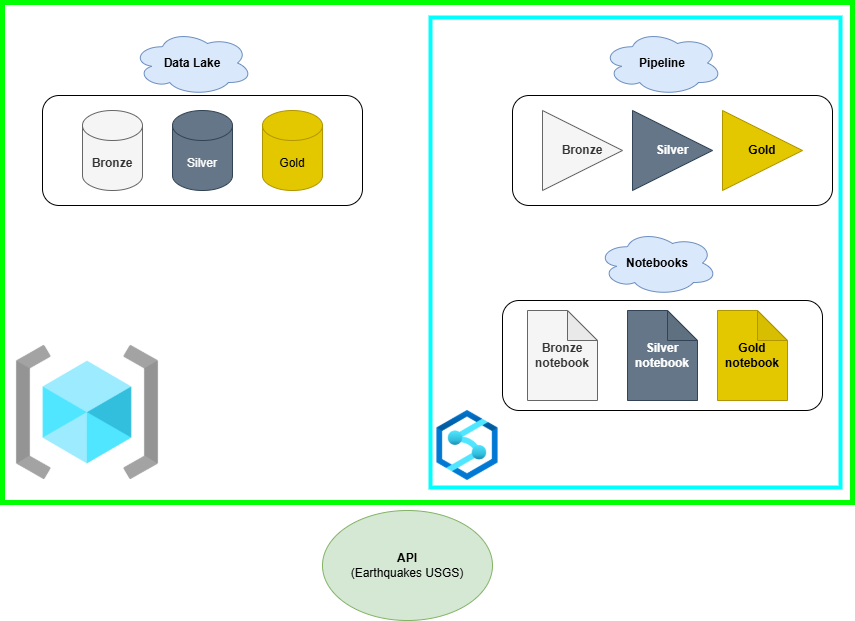 Data Lake
Bronze
Silver
Gold
Pipeline
Bronze
Silver
Gold
Notebooks
Bronze
notebook
Silver
notebook
Gold
notebook
API
(Earthquakes USGS)